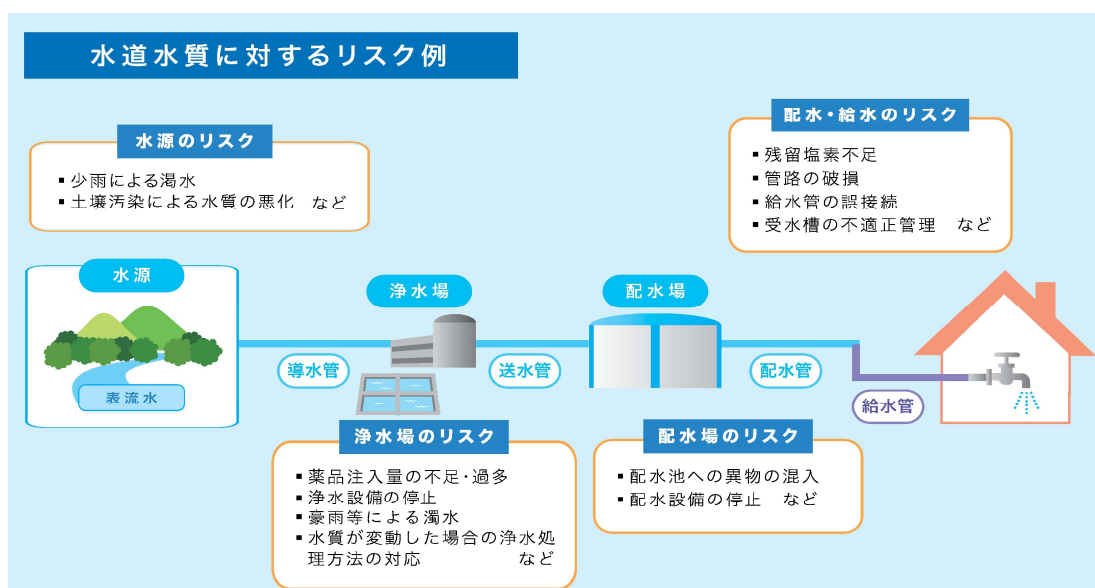 水道水質に対するリスク例
水源のリスク
▪少雨による渇水
▪土壌汚染による水質の悪化 など
配水・給水のリスク
▪残留塩素不足
▪管路の破損
▪給水管の誤接続
▪受水槽の不適正管理 など
水源
表流水
導水管
浄水場
送水管
配水場
配水管
給水管
浄水場のリスク
▪薬品注入量の不足・過多
▪浄水設備の停止
▪豪雨等による濁水
▪水質が変動した場合の浄水処
理方法の対応 など
配水場のリスク
▪配水池への異物の混入
▪配水設備の停止 など